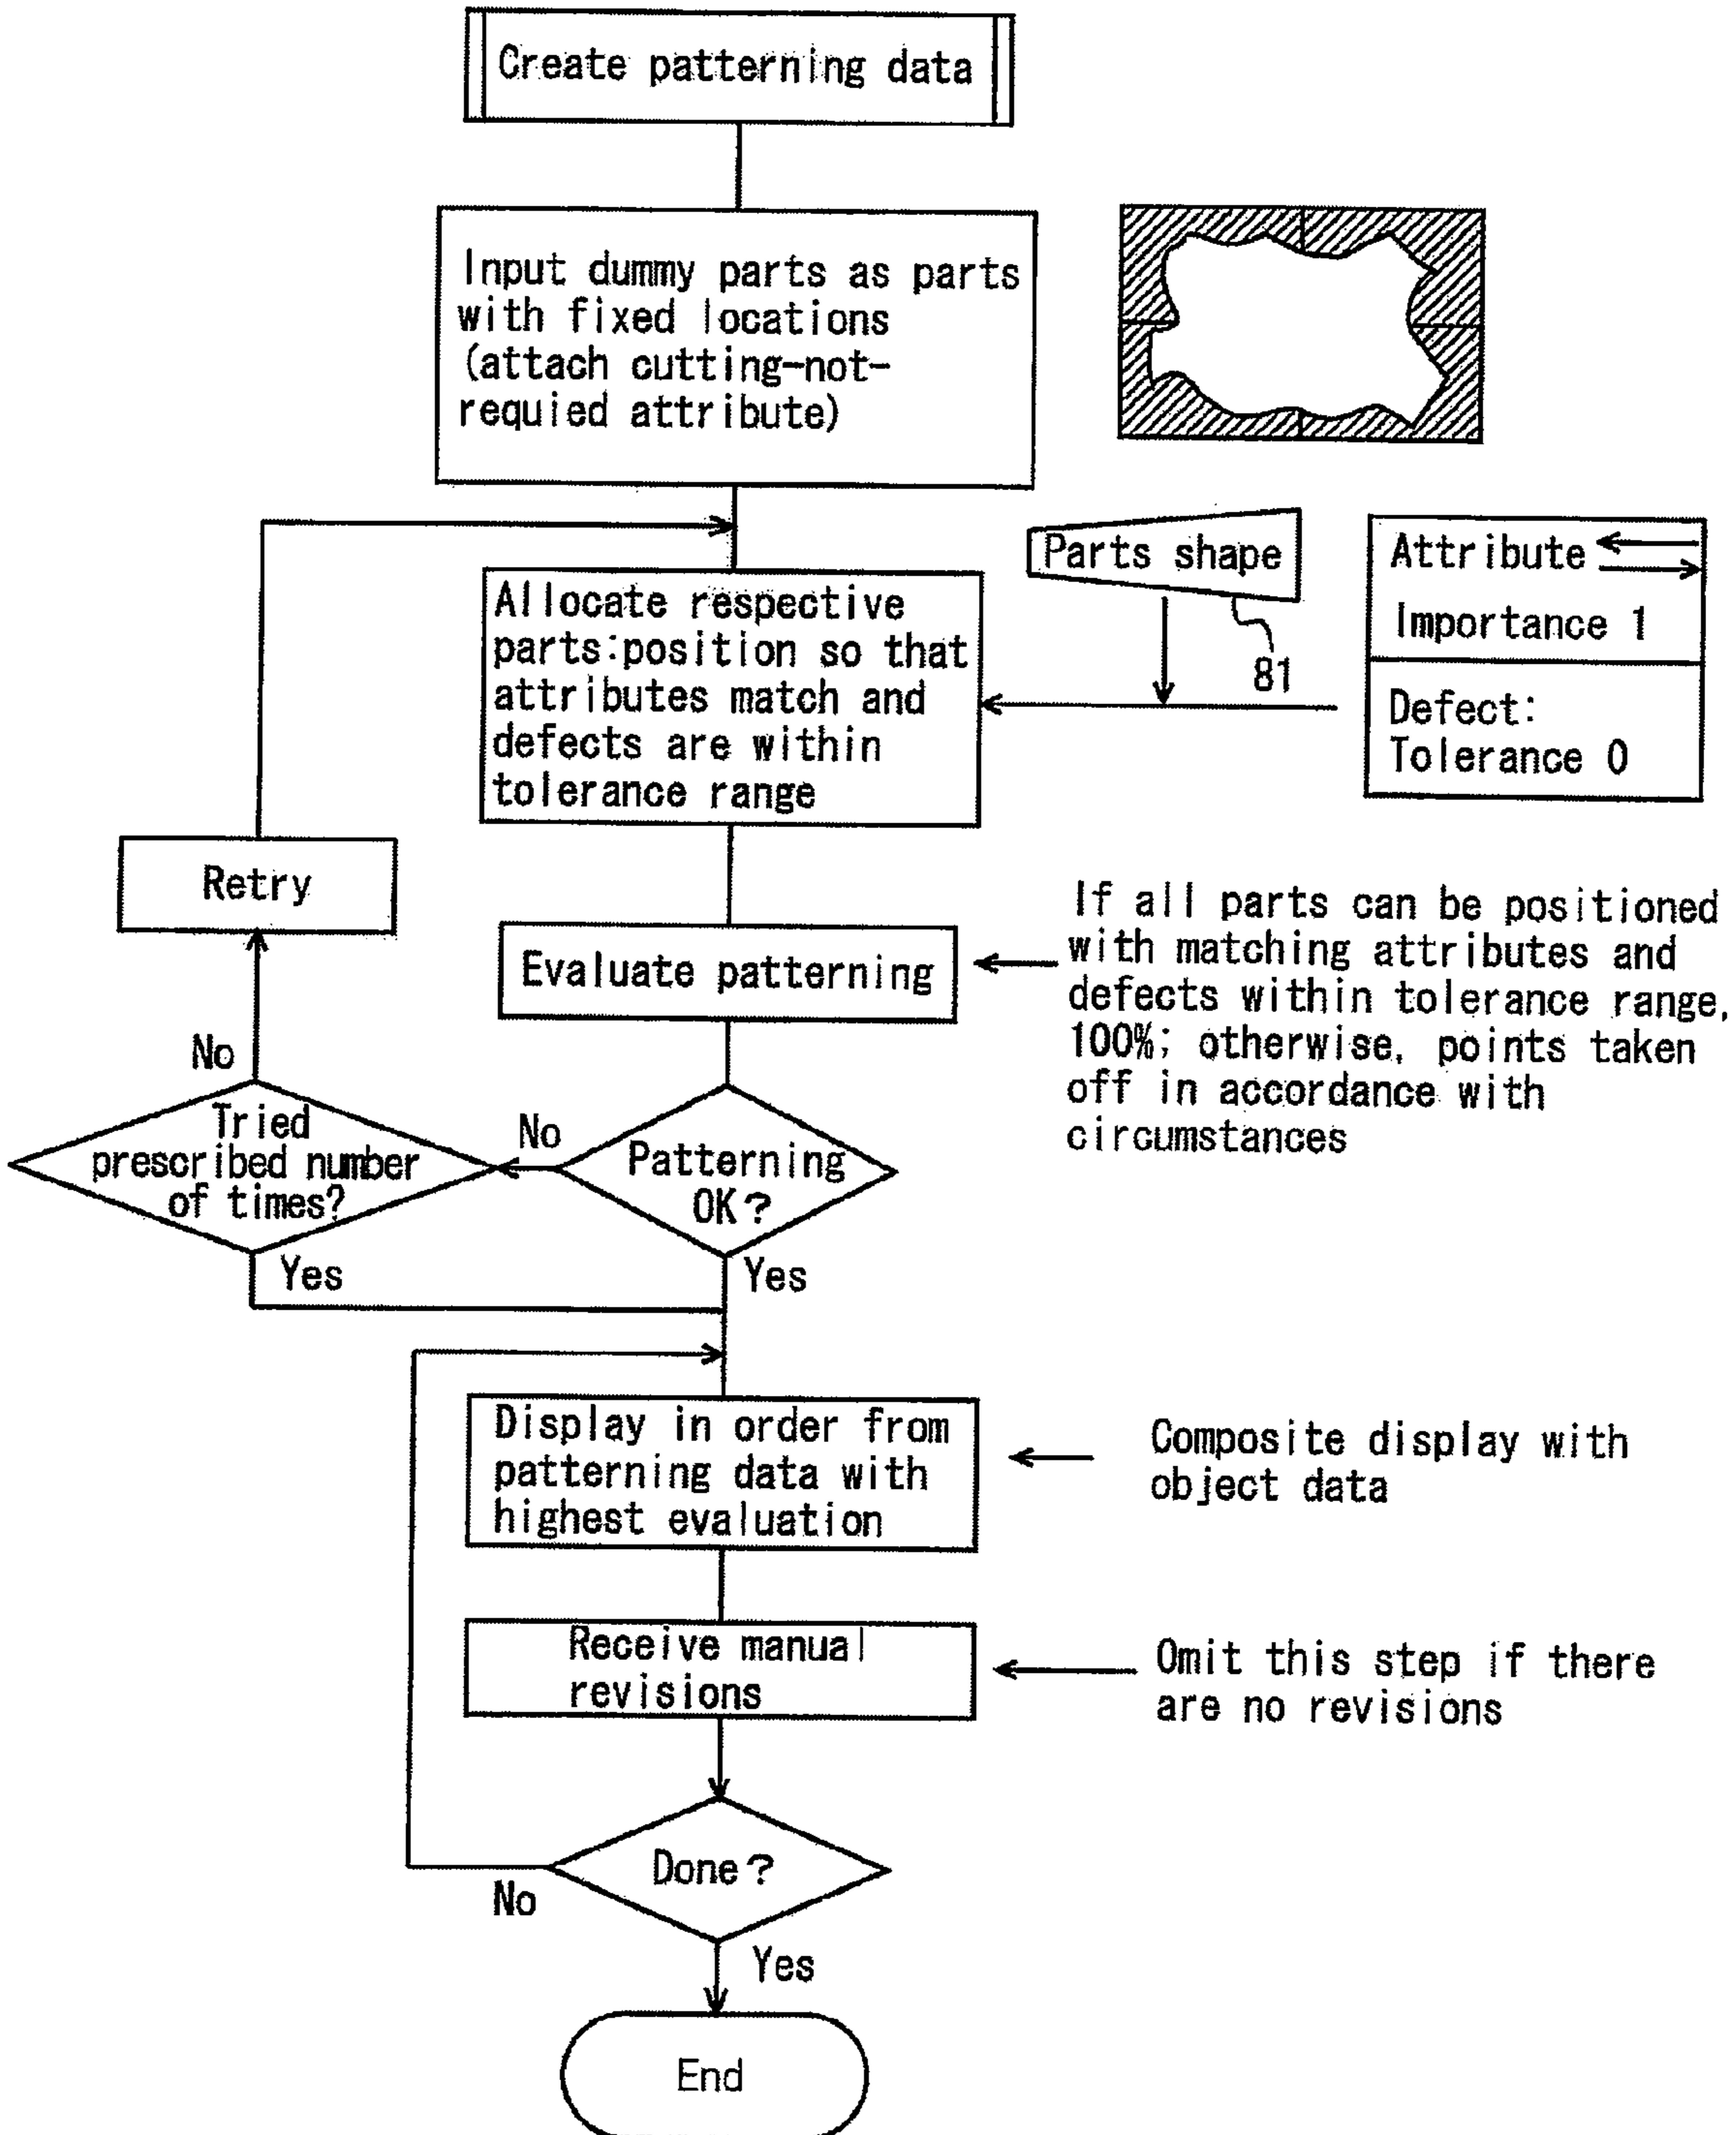 Create patterning data
Input dummy parts as parts
with fixed locations
(attach cutting-not-
requied attribute)
Parts shape
81
Attribute
Importance 1
Defect:
Tolerance 0
Allocate respective
parts:position so that
attributes match and
defects are within
tolerance range
Retry
Evaluate patterning
If all parts can be positioned
with matching attributes and
defects within tolerance range,
100%; otherwise, points taken
off in accordance with
circumstances
No
Tried
prescribed number
of times?
No
Patterning
OK?
Yes
Yes
Display in order from
patterning data with
highest evaluation
Composite display with
object data
Receive manual
revisions
Omit this step if there
are no revisions
Done?
No
Yes
End